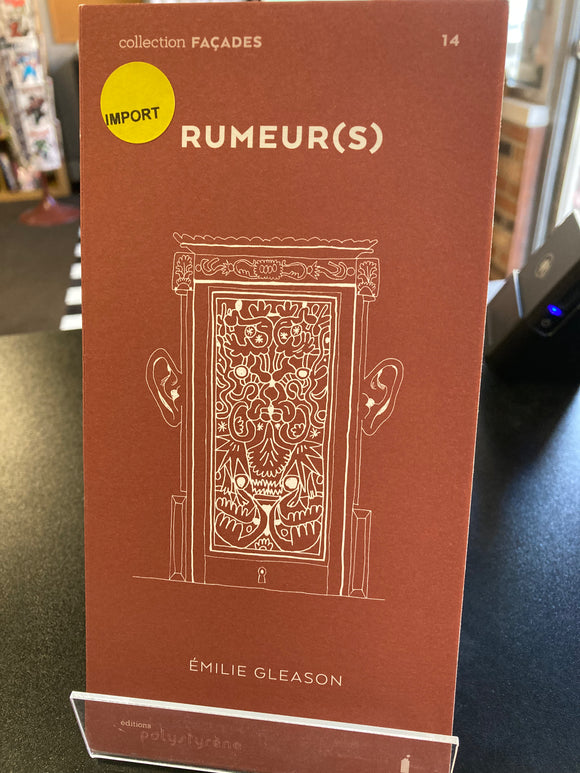 collection FAÇADES
14
IMPORT
RUMEUR(S)
ÉMILIE GLEASON
éditions
polystyrène